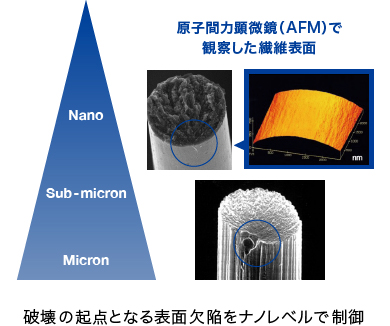 原子間力顕微鏡（AFM）で
観察した繊維表面
Nano
Sub-micron
Micron
nm
破壊の起点となる表面欠陥をナノレベルで制御